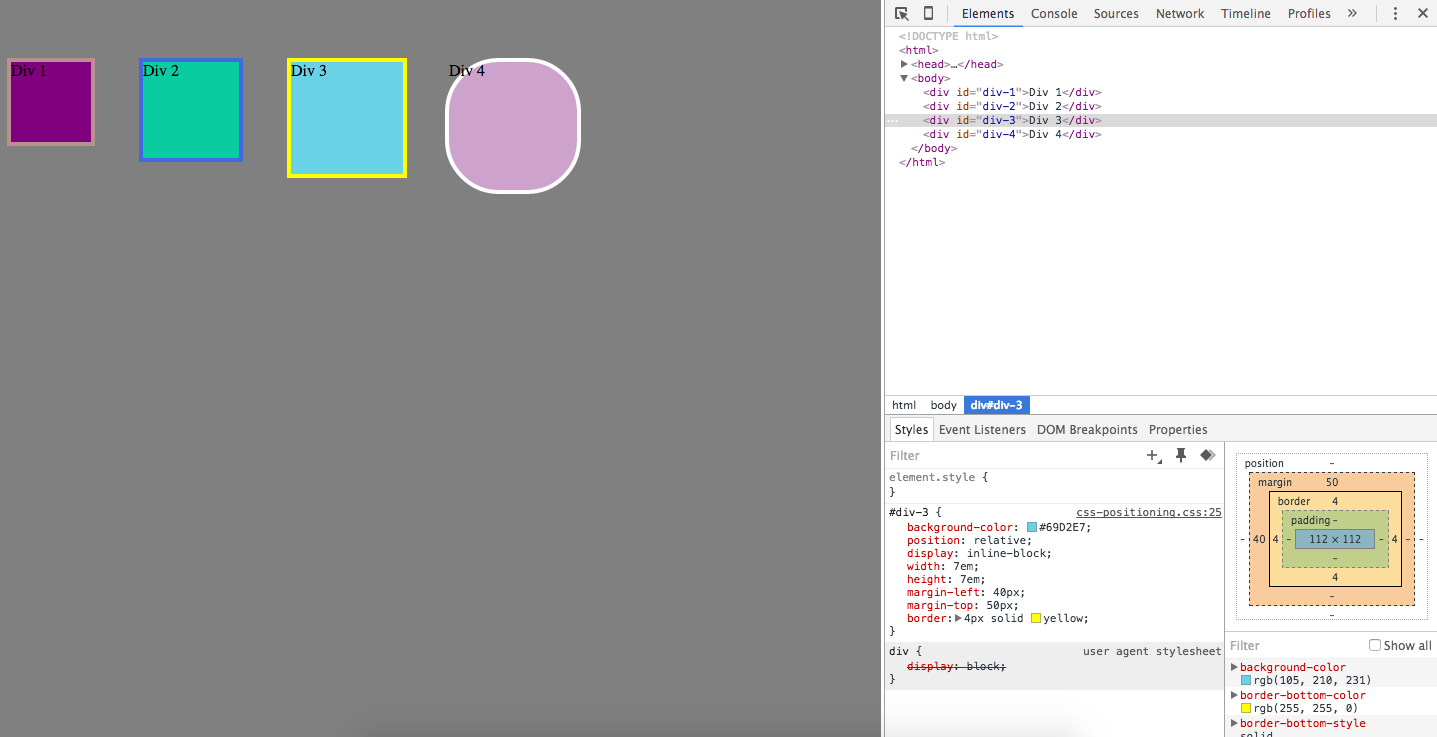 Div 1
Div 2
Div 3
Div 4
Elements Console Sources Network Timeline Profiles »
<!DOCTYPE html>
<html>
<head>…</head>
<body>
<div id="div-1">Div 1</div>
<div id="div-2">Div 2</div>
<div id="div-3">Div 3</div>
<div id="div-4">Div 4</div>
</body>
</html>
html body div#div-3
Styles Event Listeners DOM Breakpoints Properties
Filter
element.style {
}
#div-3 { css-positioning.css:25
background-color: #69D2E7;
position: relative;
display: inline-block;
width: 7em;
height: 7em;
margin-left: 40px;
margin-top: 50px;
border: 4px solid yellow;
}
div { user agent stylesheet
display: block;
}
position -
margin 50
border 4
padding -
- 40 4 - 112 × 112 - 4 - -
-
4
-
-
Filter Show all
background-color
rgb(105, 210, 231)
border-bottom-color
rgb(255, 255, 0)
border-bottom-style
solid